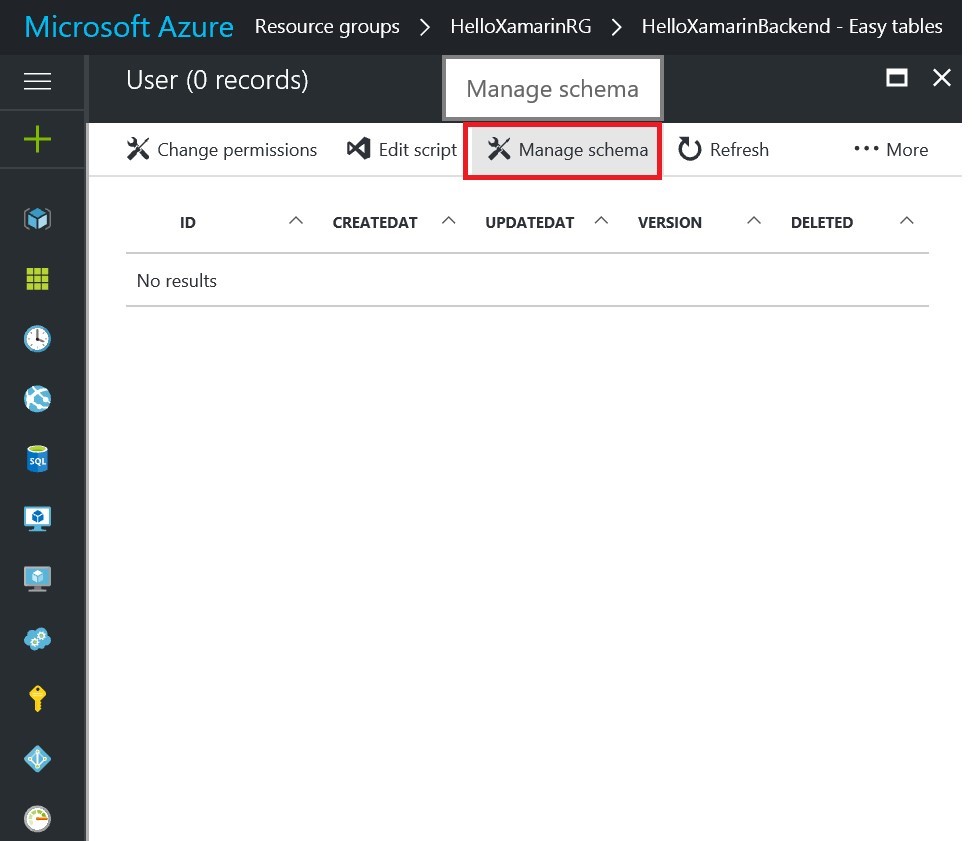 Microsoft Azure Resource groups > HelloXamarinRG > HelloXamarinBackend - Easy tables
User (0 records)
Manage schema
Change permissions Edit script Manage schema Refresh ••• More
ID CREATEDAT UPDATEDAT VERSION DELETED
No results
SQL